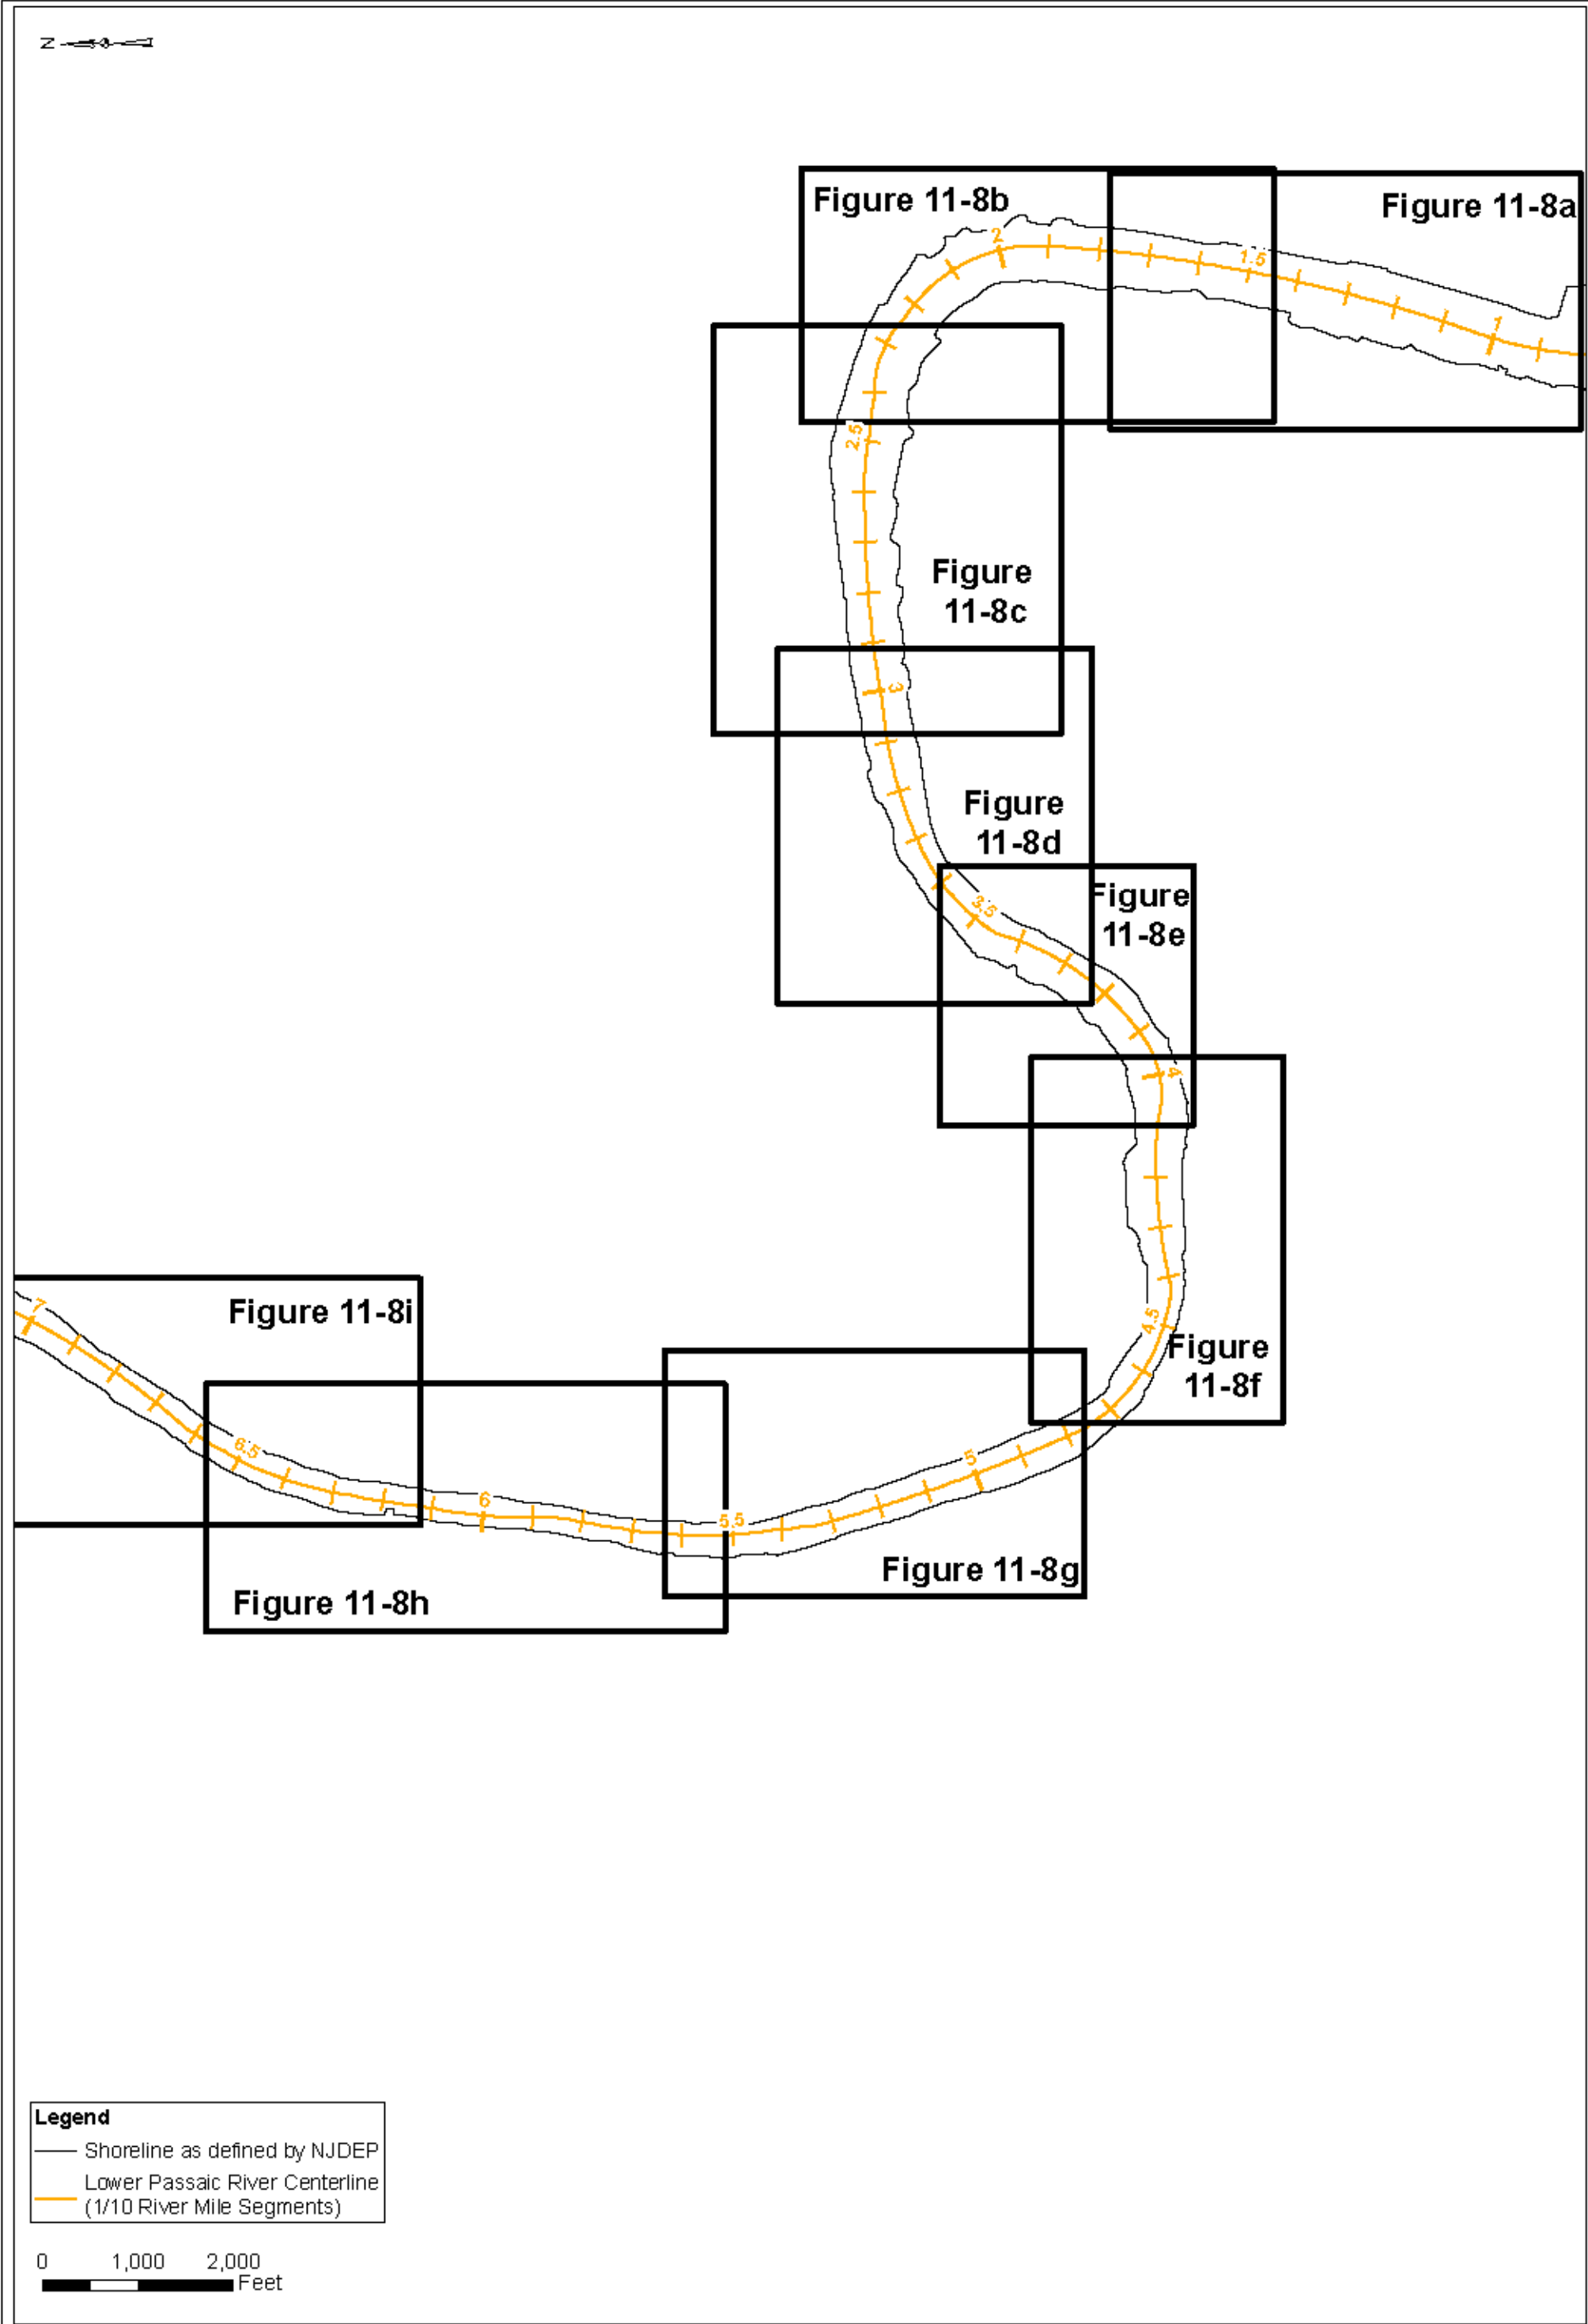 N
Figure 11-8b
Figure 11-8a
2
1.5
1
2.5
Figure
11-8c
3
Figure
11-8d
Figure
11-8e
3.5
4
Figure 11-8i
7
4.5
Figure
11-8f
6.5
5
6
5.5
Figure 11-8g
Figure 11-8h
Legend
Shoreline as defined by NJDEP
Lower Passaic River Centerline
(1/10 River Mile Segments)
0 1,000 2,000
Feet